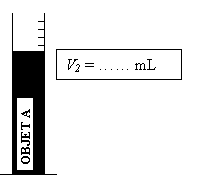 V₂ = …… mL
OBJET A